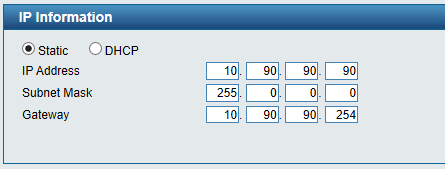 IP Information
Static DHCP
IP Address 10. 90. 90. 90
Subnet Mask 255. 0. 0. 0
Gateway 10. 90. 90. 254